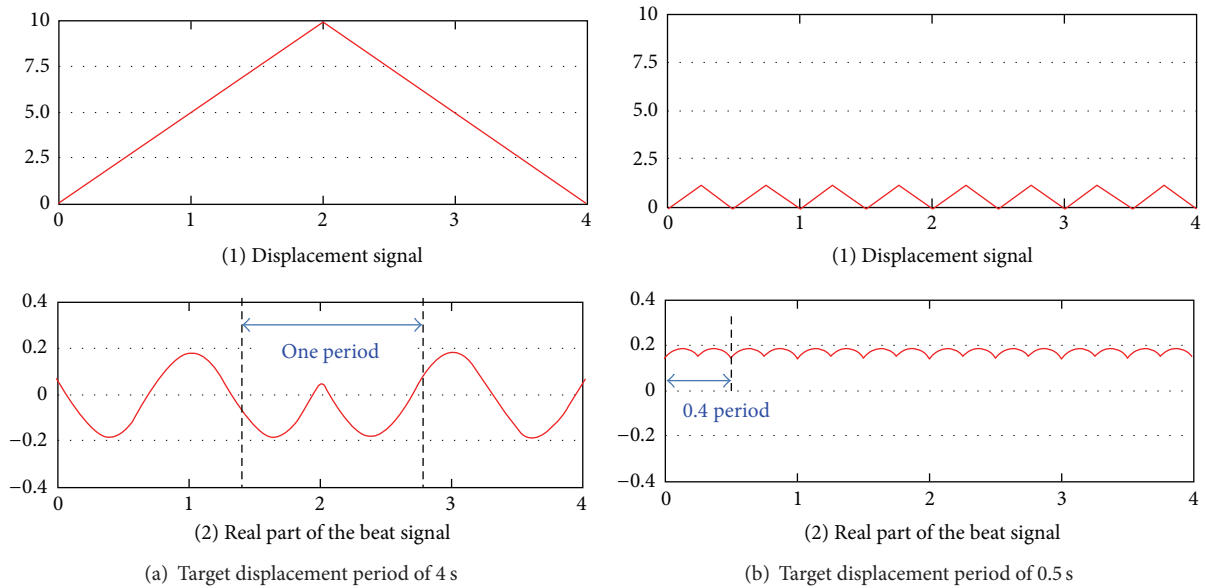 10
7.5
5.0
2.5
0
0 1 2 3 4
(1) Displacement signal
0.4
0.2
0
−0.2
−0.4
One period
0 1 2 3 4
(2) Real part of the beat signal
(a) Target displacement period of 4 s
10
7.5
5.0
2.5
0
0 1 2 3 4
(1) Displacement signal
0.4
0.2
0
−0.2
−0.4
0.4 period
0 1 2 3 4
(2) Real part of the beat signal
(b) Target displacement period of 0.5 s